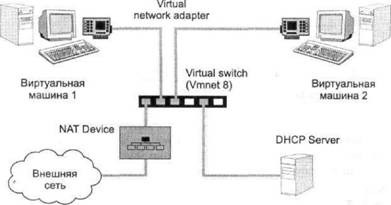 Virtual
network adapter
Виртуальная
машина 1
Virtual switch
(Vmnet 8)
Виртуальная
машина 2
NAT Device
DHCP Server
Внешняя
сеть